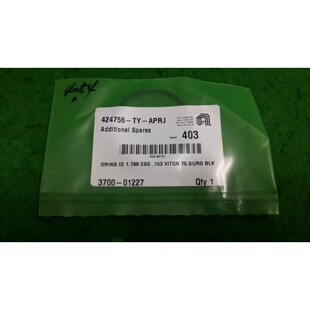 4054
424756-TY-APRJ
Additional Spares
403
ORING ID 1.799 CSD .103 VITON 75 DURO BLK
3700-01227
Qty 1